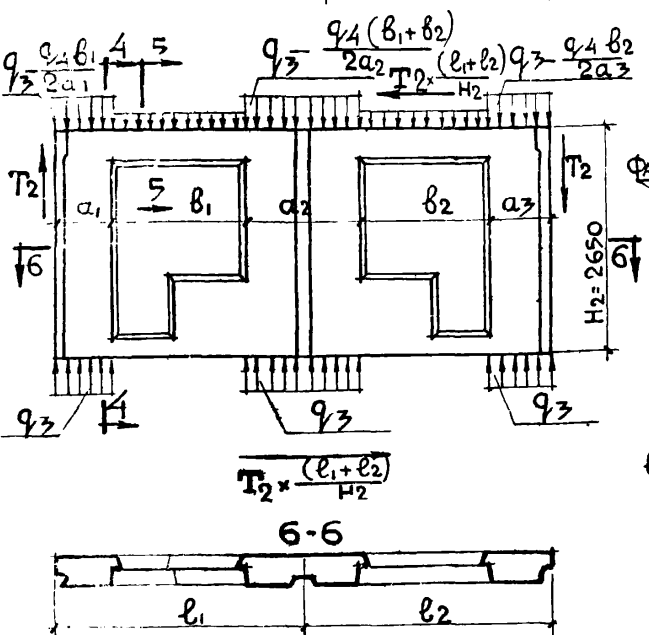 q3 - q4 b1 / 2a1
4 5
q3 - q4 (b1+b2) / 2a2
T2 × (l1+l2) / H2
q3 - q4 b2 / 2a3
T2
T2
a1 5 b1 a2 b2 a3
6 6
H2 = 2650
q3 4 q3 q3
T2 × (l1+l2) / H2
6-6
l1 l2